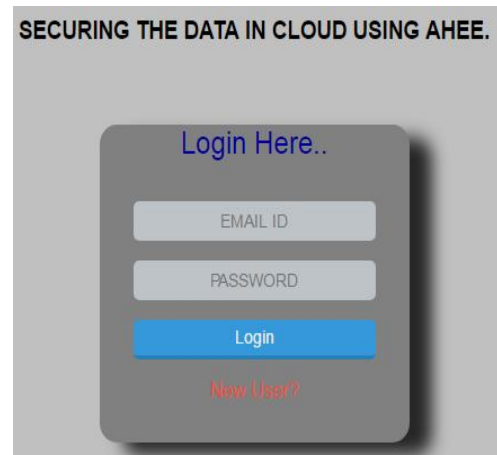 SECURING THE DATA IN CLOUD USING AHEE.
Login Here..
EMAIL ID
PASSWORD
Login
New User?